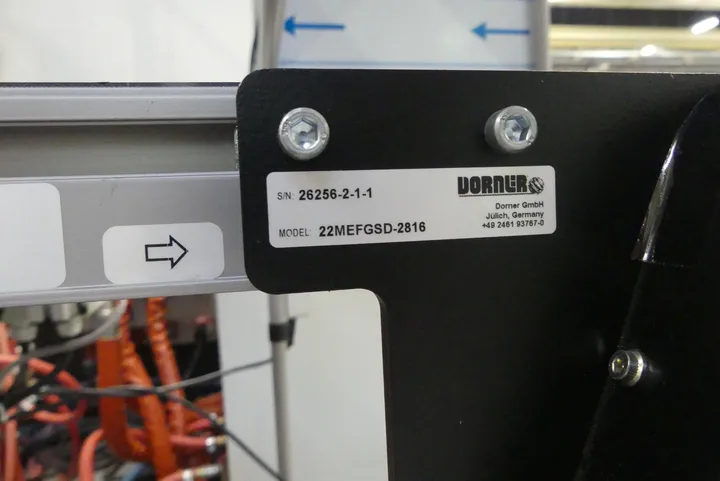 S/N: 26256-2-1-1
MODEL: 22MEFGSD-2816
DORNER
Dorner GmbH
Jülich, Germany
+49 2461 93767-0